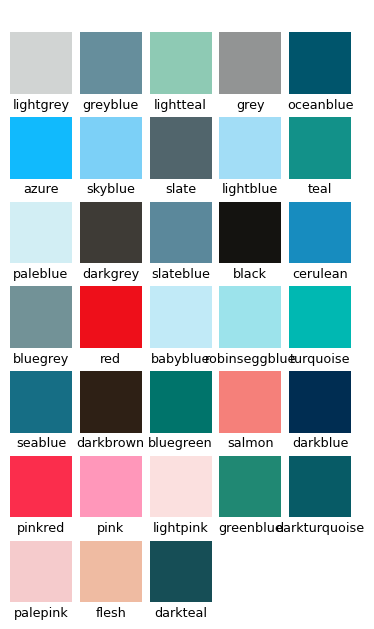 lightgrey greyblue lightteal grey oceanblue
azure skyblue slate lightblue teal
paleblue darkgrey slateblue black cerulean
bluegrey red babyblue robinseggblue turquoise
seablue darkbrown bluegreen salmon darkblue
pinkred pink lightpink greenblue darkturquoise
palepink flesh darkteal